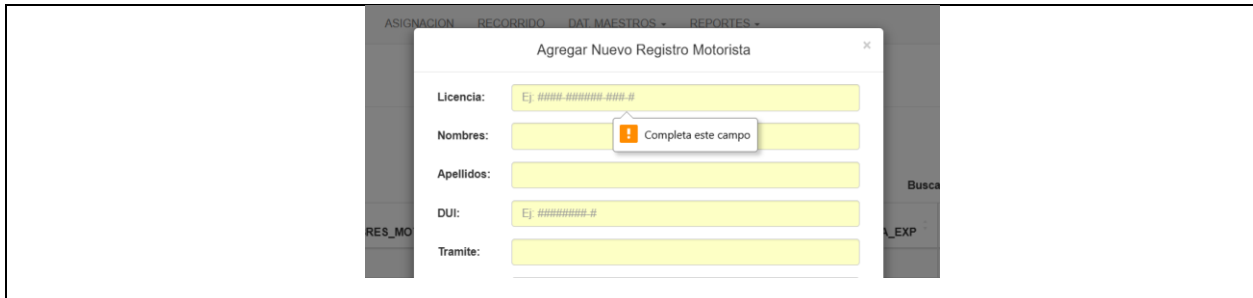 ASIGNACION RECORRIDO DAT. MAESTROS REPORTES
Agregar Nuevo Registro Motorista ×
Licencia: Ej: ####-######-###-#
Nombres: Completa este campo
Apellidos:
Busca
DUI: Ej: ########-#
RES_MO A_EXP
Tramite: